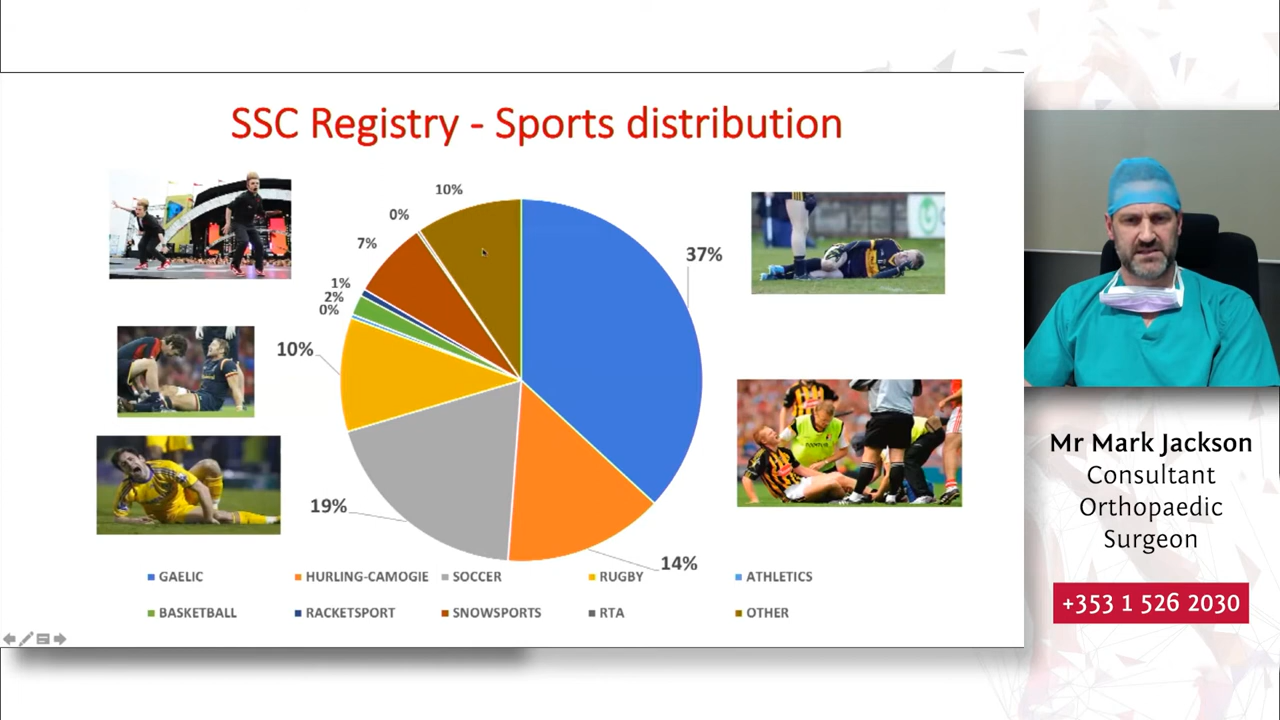 SSC Registry - Sports distribution
10%
0%
7%
1%
2%
0%
10%
19%
37%
14%
GAELIC
HURLING-CAMOGIE
SOCCER
RUGBY
ATHLETICS
BASKETBALL
RACKETSPORT
SNOWSPORTS
RTA
OTHER
Mr Mark Jackson
Consultant
Orthopaedic
Surgeon
+353 1 526 2030